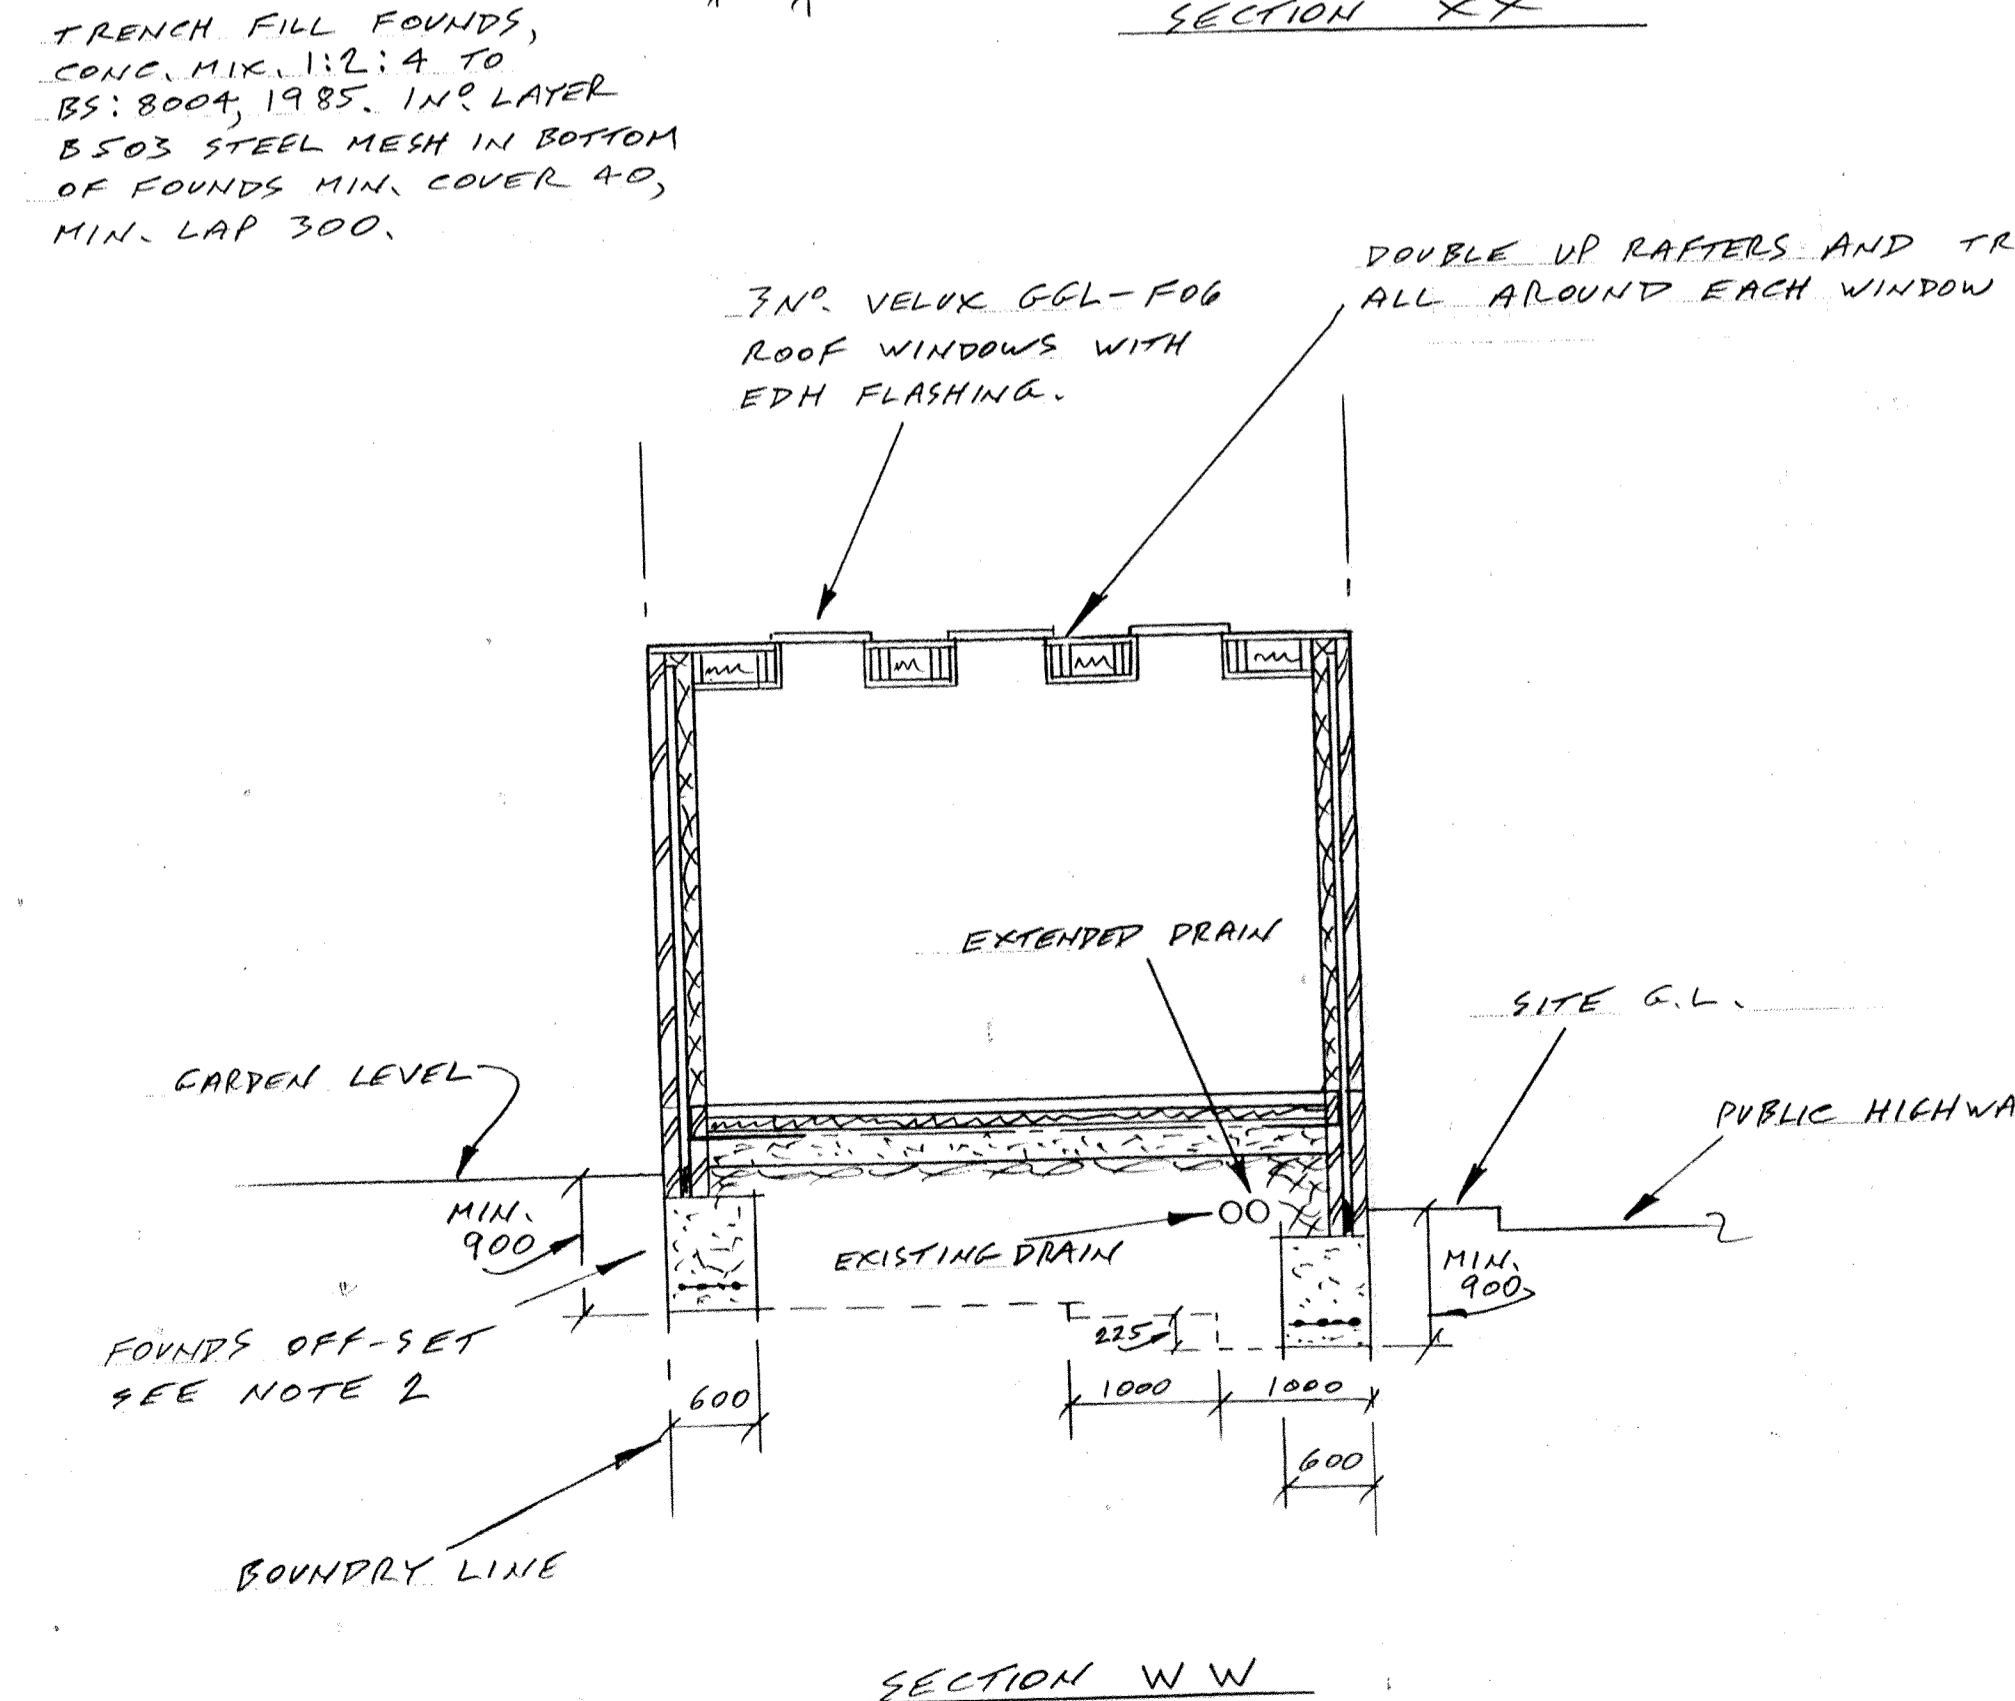 SECTION XX
TRENCH FILL FOUNDS,
CONC. MIX. 1:2:4 TO
BS: 8004, 1985. 1Nº LAYER
B503 STEEL MESH IN BOTTOM
OF FOUNDS MIN. COVER 40,
MIN. LAP 300.
3Nº. VELUX GGL-F06
ROOF WINDOWS WITH
EDH FLASHING.
DOUBLE UP RAFTERS AND TR
ALL AROUND EACH WINDOW
EXTENDED DRAIN
SITE G.L.
GARDEN LEVEL
PUBLIC HIGHWA
MIN.
900
EXISTING DRAIN
MIN.
900
FOUNDS OFF-SET
SEE NOTE 2
225
600
1000
1000
600
BOUNDRY LINE
SECTION WW